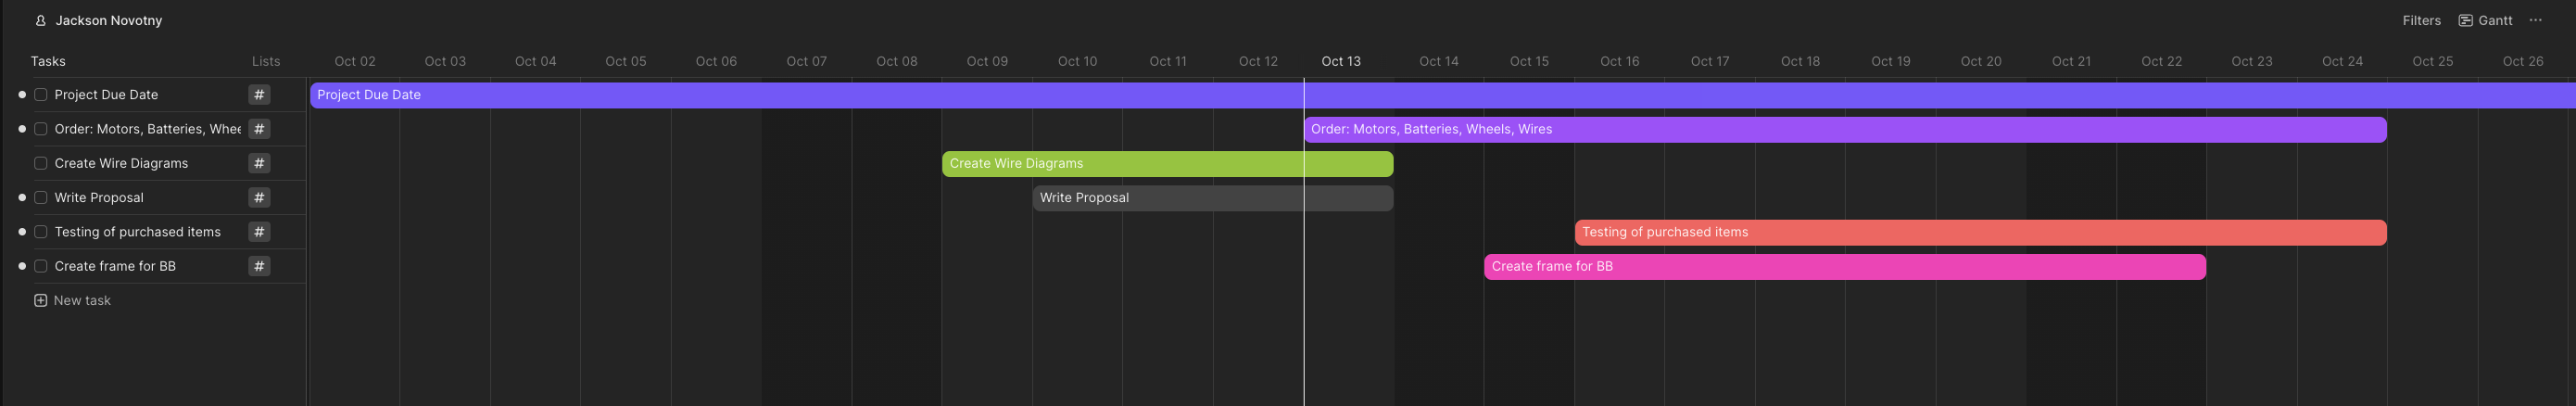 Jackson Novotny
Filters Gantt ...
Tasks Lists Oct 02 Oct 03 Oct 04 Oct 05 Oct 06 Oct 07 Oct 08 Oct 09 Oct 10 Oct 11 Oct 12 Oct 13 Oct 14 Oct 15 Oct 16 Oct 17 Oct 18 Oct 19 Oct 20 Oct 21 Oct 22 Oct 23 Oct 24 Oct 25 Oct 26
Project Due Date # Project Due Date
Order: Motors, Batteries, Whee # Order: Motors, Batteries, Wheels, Wires
Create Wire Diagrams # Create Wire Diagrams
Write Proposal # Write Proposal
Testing of purchased items # Testing of purchased items
Create frame for BB # Create frame for BB
New task